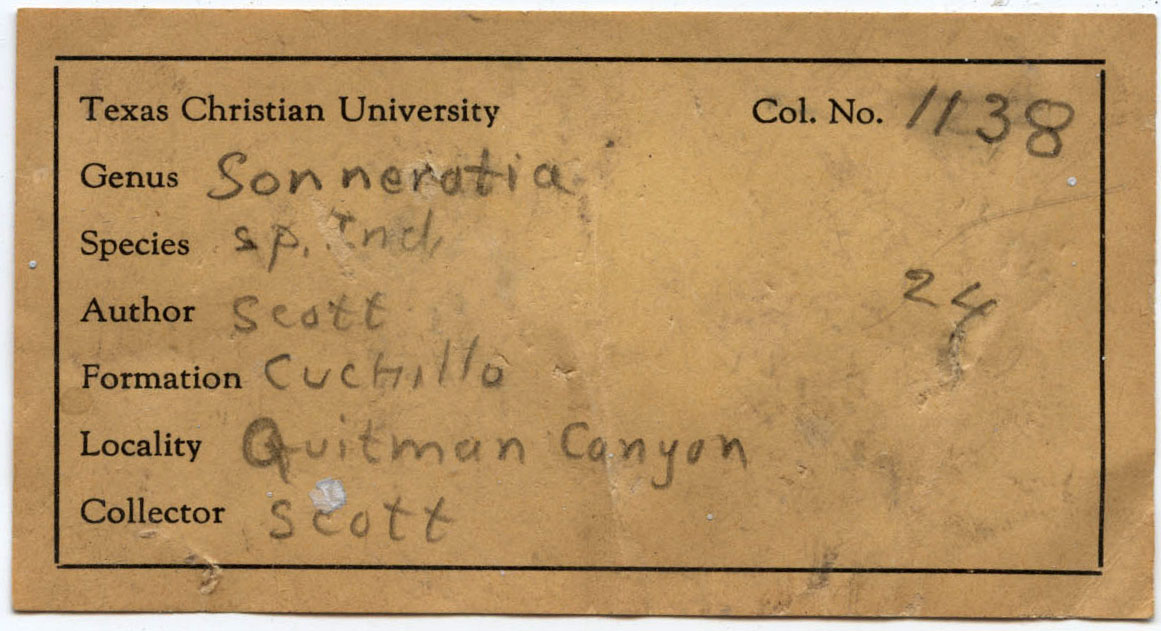 Texas Christian University Col. No. 1138
Genus Sonneratia
Species sp. Ind.
24
Author Scott
Formation Cuchillo
Locality Quitman Canyon
Collector Scott